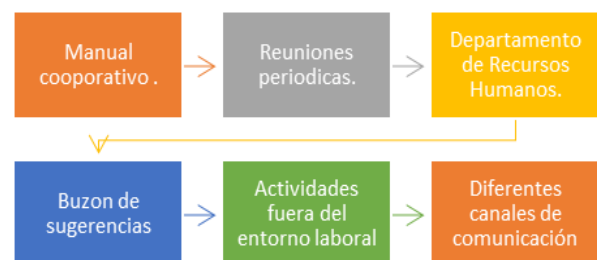 Manual
cooporativo .
Reuniones
periodicas.
Departamento
de Recursos
Humanos.
Buzon de
sugerencias
Actividades
fuera del
entorno laboral
Diferentes
canales de
comunicación